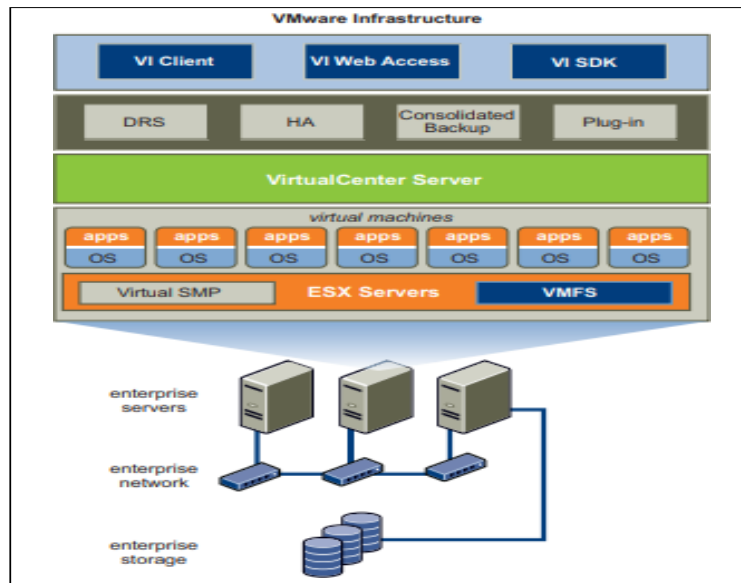 VMware Infrastructure
VI Client VI Web Access VI SDK
DRS HA Consolidated Backup Plug-in
VirtualCenter Server
virtual machines
apps apps apps apps apps apps apps
OS OS OS OS OS OS OS
Virtual SMP ESX Servers VMFS
enterprise
servers
enterprise
network
enterprise
storage